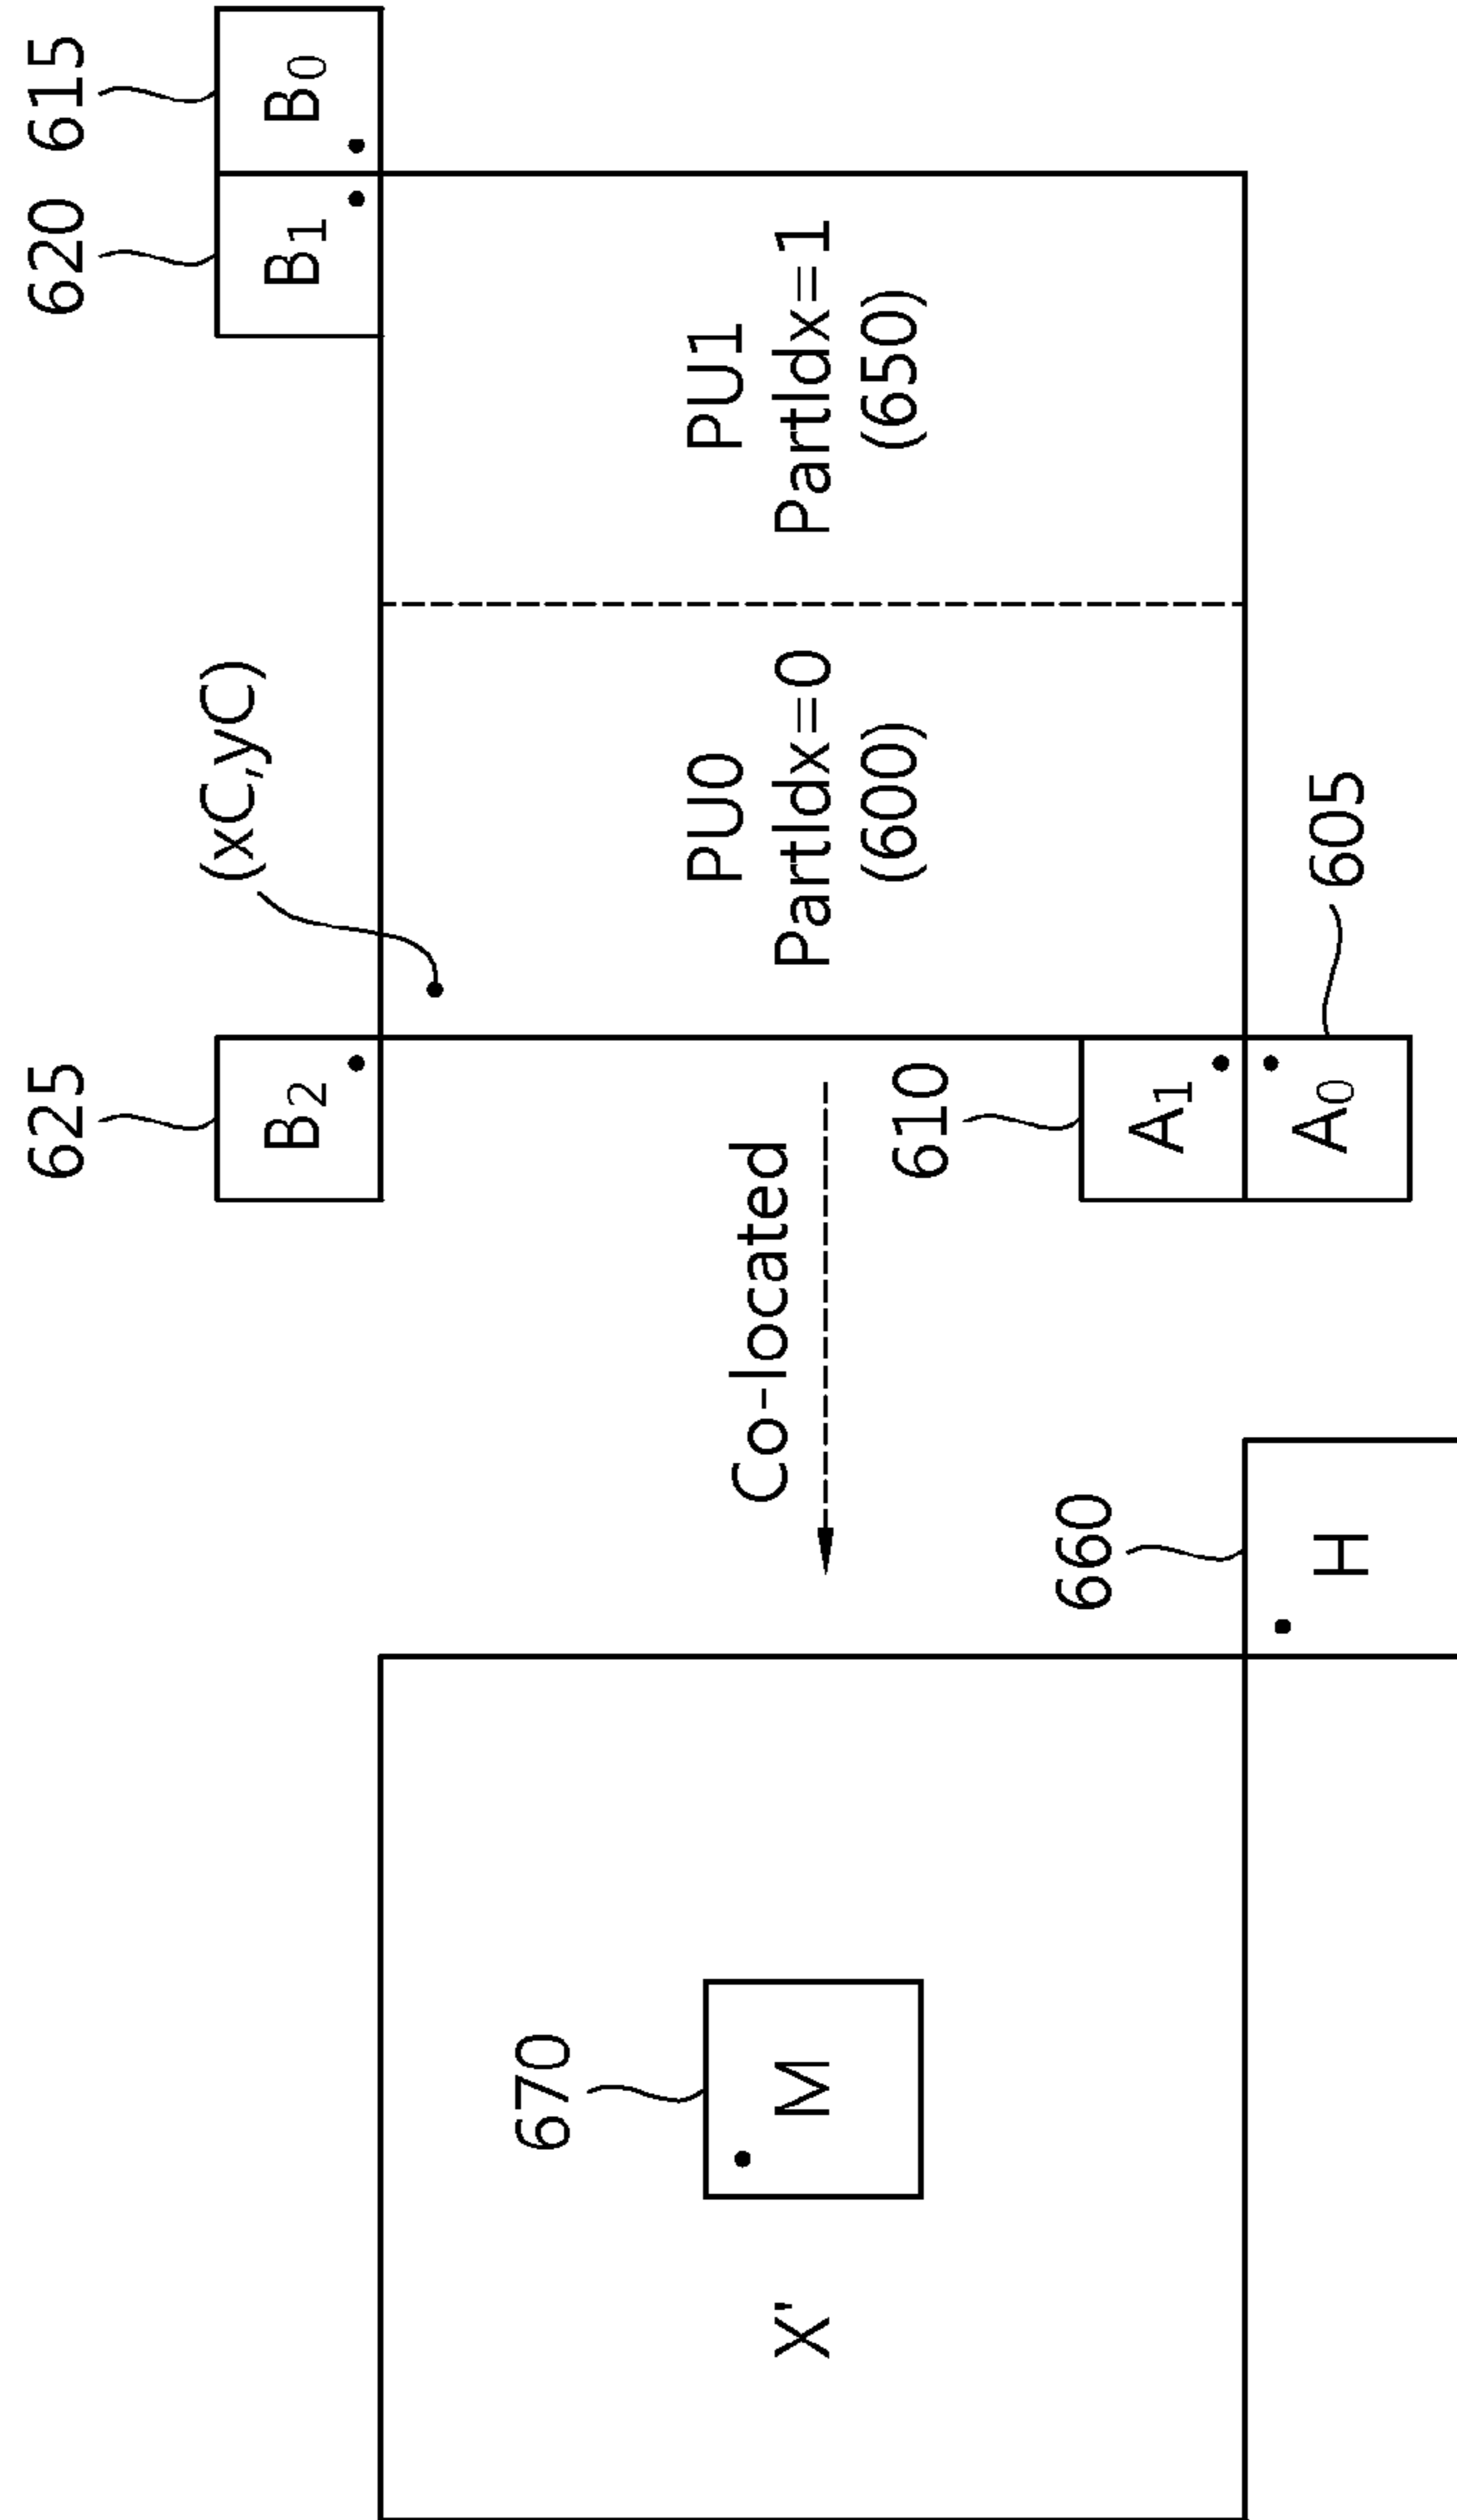 625
620
615
B2
B1
B0
(xC,yC)
670
X'
M
Co-located
PU0
PartIdx=0
(600)
PU1
PartIdx=1
(650)
660
H
610
A1
A0
605